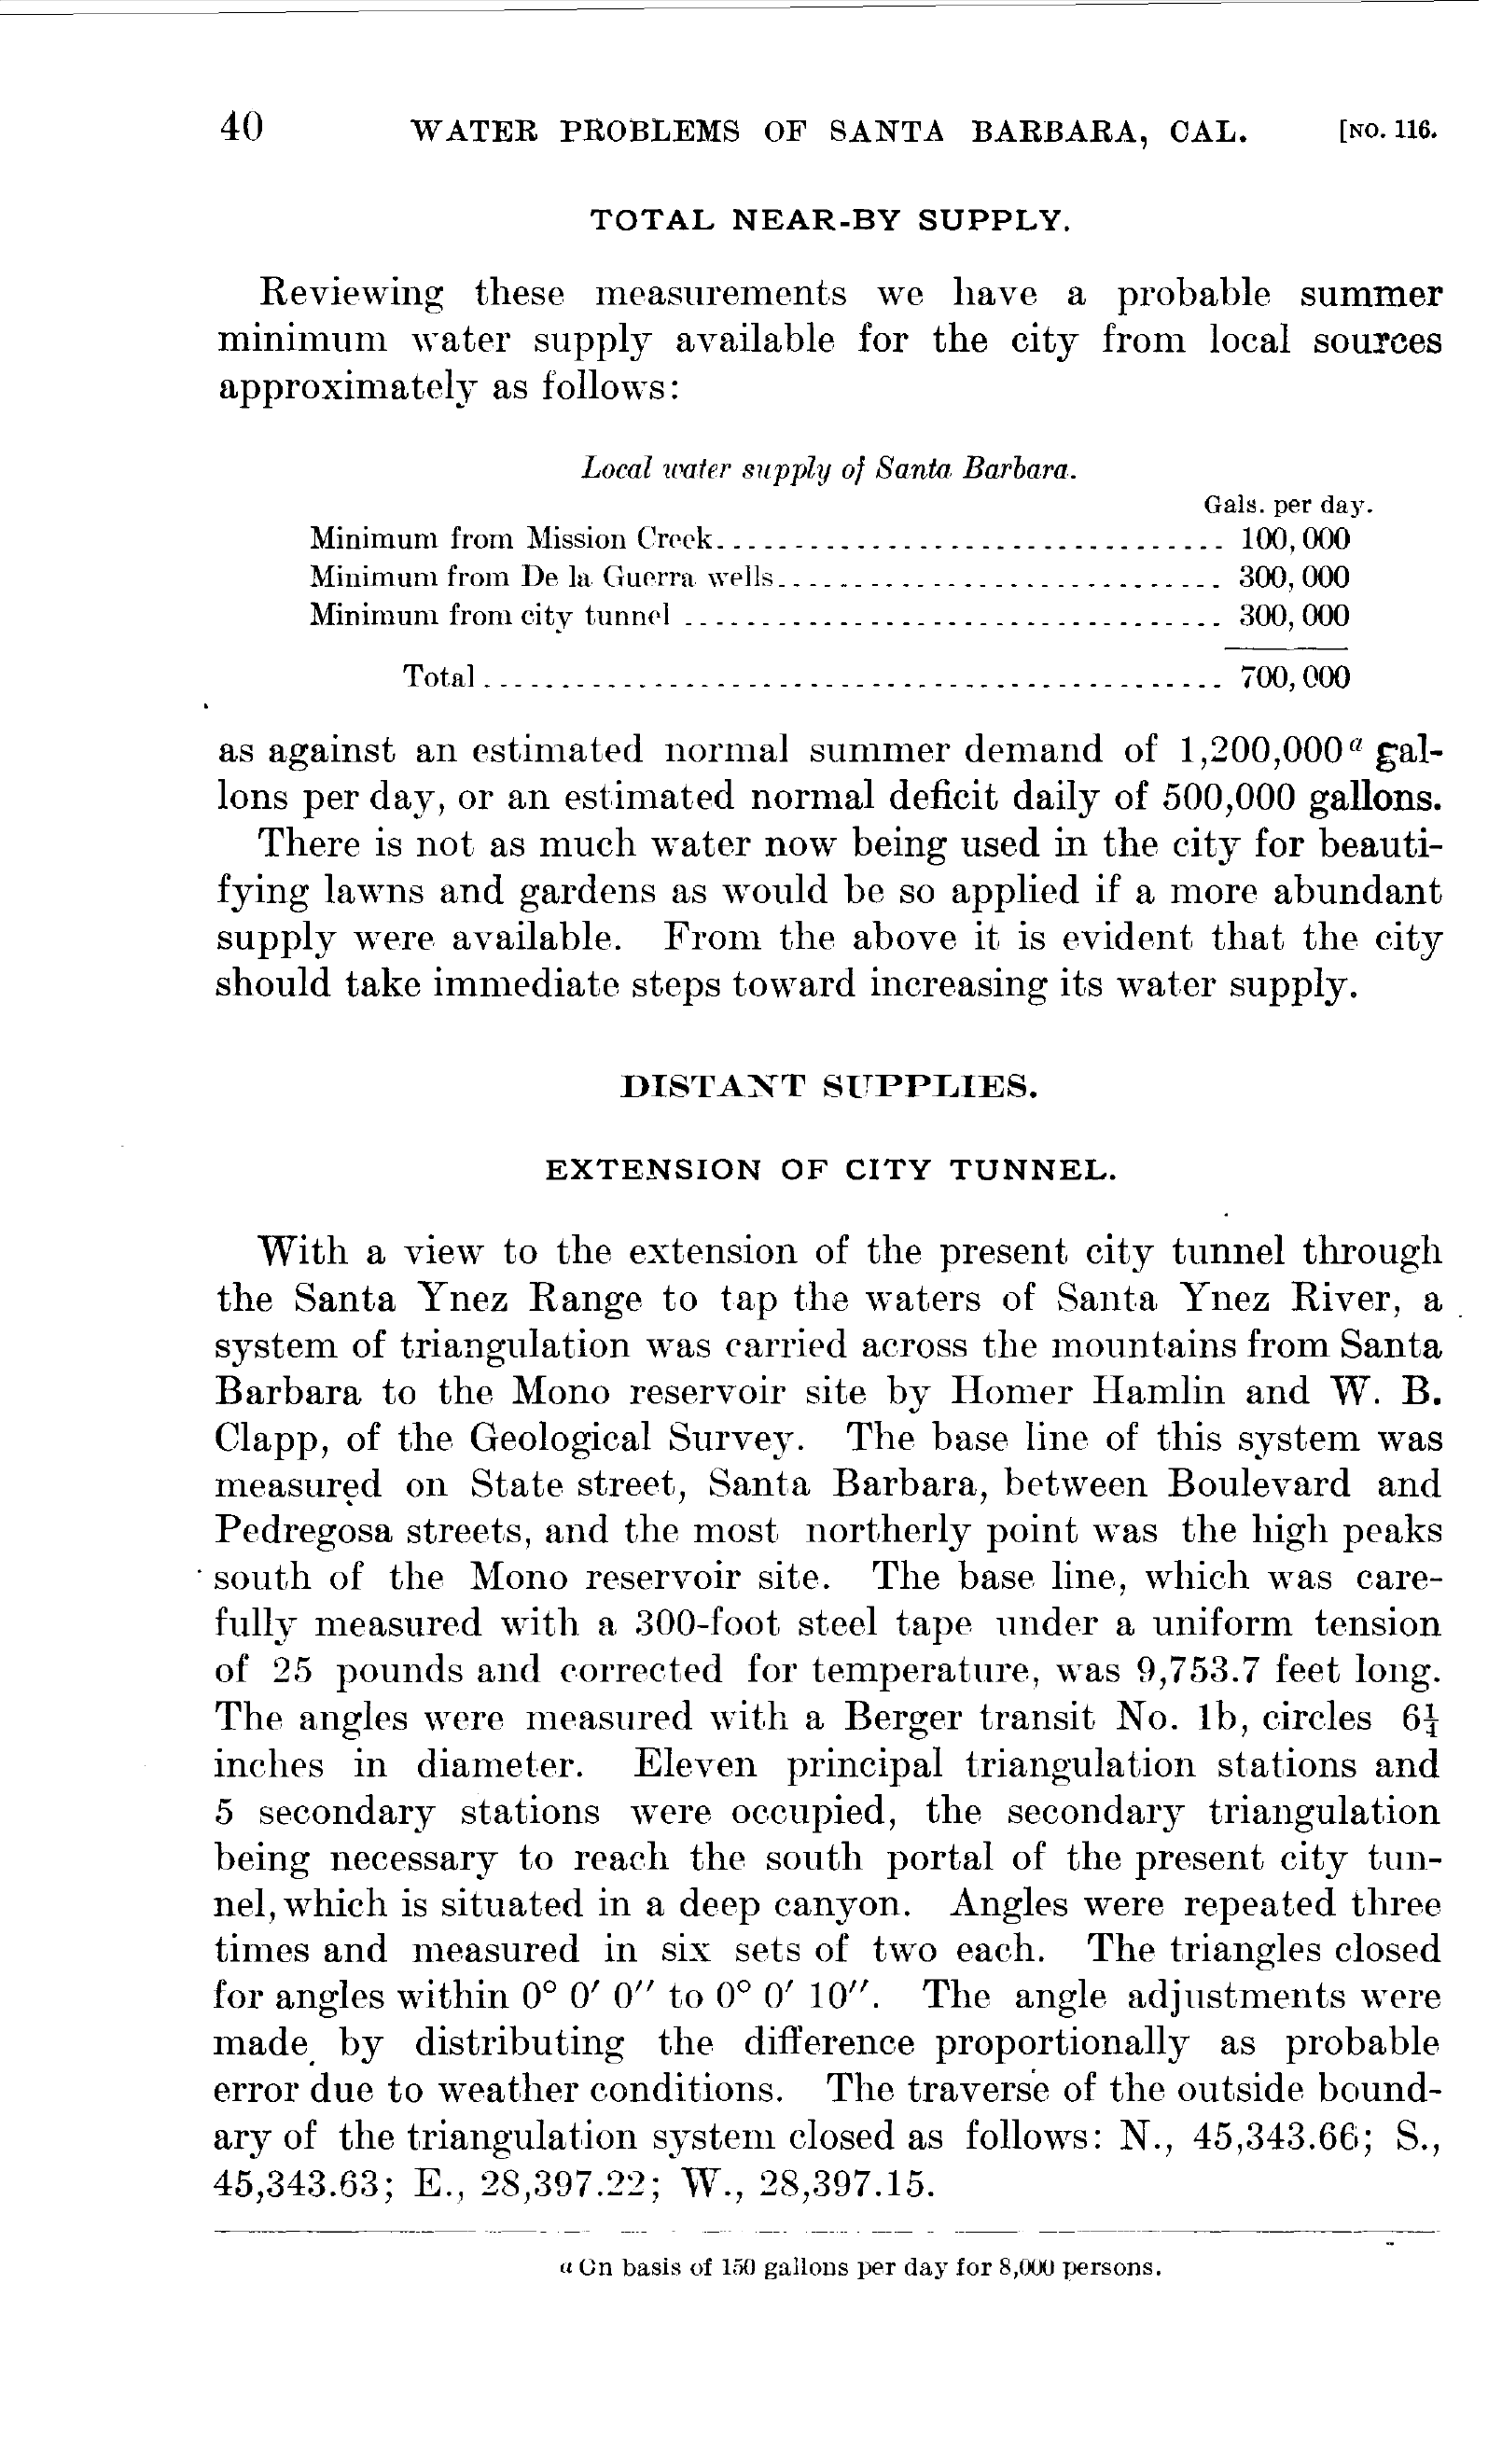 40 WATER PROBLEMS OF SANTA BARBARA, CAL. [NO. 116.
TOTAL NEAR-BY SUPPLY.
Reviewing these measurements we have a probable summer
minimum water supply available for the city from local sources
approximately as follows:
Local water supply of Santa Barbara.
Gals. per day.
Minimum from Mission Creek 100,000
Minimum from De la Guerra wells 300,000
Minimum from city tunnel 300,000
Total 700,000
as against an estimated normal summer demand of 1,200,000 a gal-
lons per day, or an estimated normal deficit daily of 500,000 gallons.
There is not as much water now being used in the city for beauti-
fying lawns and gardens as would be so applied if a more abundant
supply were available. From the above it is evident that the city
should take immediate steps toward increasing its water supply.
DISTANT SUPPLIES.
EXTENSION OF CITY TUNNEL.
With a view to the extension of the present city tunnel through
the Santa Ynez Range to tap the waters of Santa Ynez River, a
system of triangulation was carried across the mountains from Santa
Barbara to the Mono reservoir site by Homer Hamlin and W. B.
Clapp, of the Geological Survey. The base line of this system was
measured on State street, Santa Barbara, between Boulevard and
Pedregosa streets, and the most northerly point was the high peaks
south of the Mono reservoir site. The base line, which was care-
fully measured with a 300-foot steel tape under a uniform tension
of 25 pounds and corrected for temperature, was 9,753.7 feet long.
The angles were measured with a Berger transit No. 1b, circles 6¼
inches in diameter. Eleven principal triangulation stations and
5 secondary stations were occupied, the secondary triangulation
being necessary to reach the south portal of the present city tun-
nel, which is situated in a deep canyon. Angles were repeated three
times and measured in six sets of two each. The triangles closed
for angles within 0° 0′ 0″ to 0° 0′ 10″. The angle adjustments were
made by distributing the difference proportionally as probable
error due to weather conditions. The traverse of the outside bound-
ary of the triangulation system closed as follows: N., 45,343.66; S.,
45,343.63; E., 28,397.22; W., 28,397.15.
a On basis of 150 gallons per day for 8,000 persons.